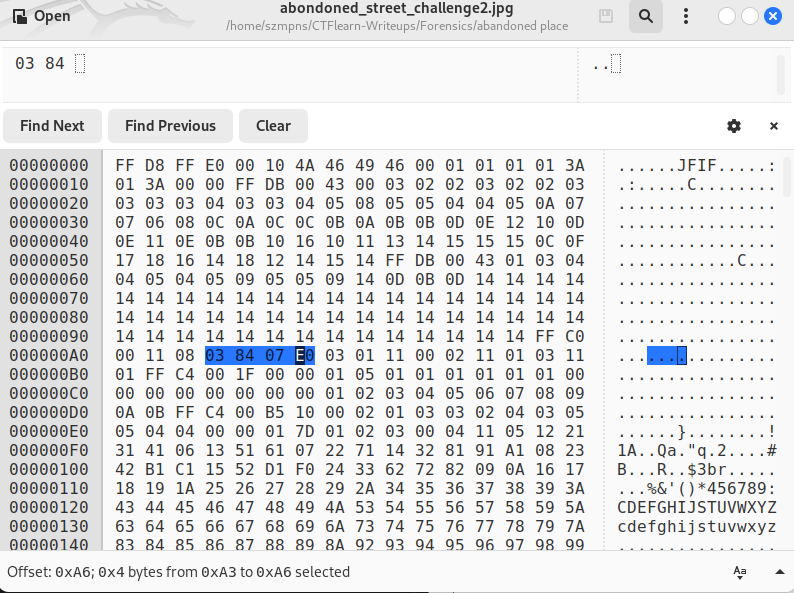 Open
abondoned_street_challenge2.jpg
/home/szmpns/CTFlearn-Writeups/Forensics/abandoned place
03 84
..
Find Next Find Previous Clear
00000000 FF D8 FF E0 00 10 4A 46 49 46 00 01 01 01 01 3A ......JFIF.....:
00000010 01 3A 00 00 FF DB 00 43 00 03 02 02 03 02 02 03 .:.....C........
00000020 03 03 03 04 03 03 04 05 08 05 05 04 04 05 0A 07 ................
00000030 07 06 08 0C 0A 0C 0C 0B 0A 0B 0B 0D 0E 12 10 0D ................
00000040 0E 11 0E 0B 0B 10 16 10 11 13 14 15 15 15 0C 0F ................
00000050 17 18 16 14 18 12 14 15 14 FF DB 00 43 01 03 04 ............C...
00000060 04 05 04 05 09 05 05 09 14 0D 0B 0D 14 14 14 14 ................
00000070 14 14 14 14 14 14 14 14 14 14 14 14 14 14 14 14 ................
00000080 14 14 14 14 14 14 14 14 14 14 14 14 14 14 14 14 ................
00000090 14 14 14 14 14 14 14 14 14 14 14 14 14 14 FF C0 ................
000000A0 00 11 08 03 84 07 E0 03 01 11 00 02 11 01 03 11 ................
000000B0 01 FF C4 00 1F 00 00 01 05 01 01 01 01 01 01 00 ................
000000C0 00 00 00 00 00 00 00 01 02 03 04 05 06 07 08 09 ................
000000D0 0A 0B FF C4 00 B5 10 00 02 01 03 03 02 04 03 05 ................
000000E0 05 04 04 00 00 01 7D 01 02 03 00 04 11 05 12 21 ......}........!
000000F0 31 41 06 13 51 61 07 22 71 14 32 81 91 A1 08 23 1A..Qa."q.2....#
00000100 42 B1 C1 15 52 D1 F0 24 33 62 72 82 09 0A 16 17 B...R..$3br.....
00000110 18 19 1A 25 26 27 28 29 2A 34 35 36 37 38 39 3A ...%&'()*456789:
00000120 43 44 45 46 47 48 49 4A 53 54 55 56 57 58 59 5A CDEFGHIJSTUVWXYZ
00000130 63 64 65 66 67 68 69 6A 73 74 75 76 77 78 79 7A cdefghijstuvwxyz
00000140 83 84 85 86 87 88 89 8A 92 93 94 95 96 97 98 99 ................
Offset: 0xA6; 0x4 bytes from 0xA3 to 0xA6 selected Aa